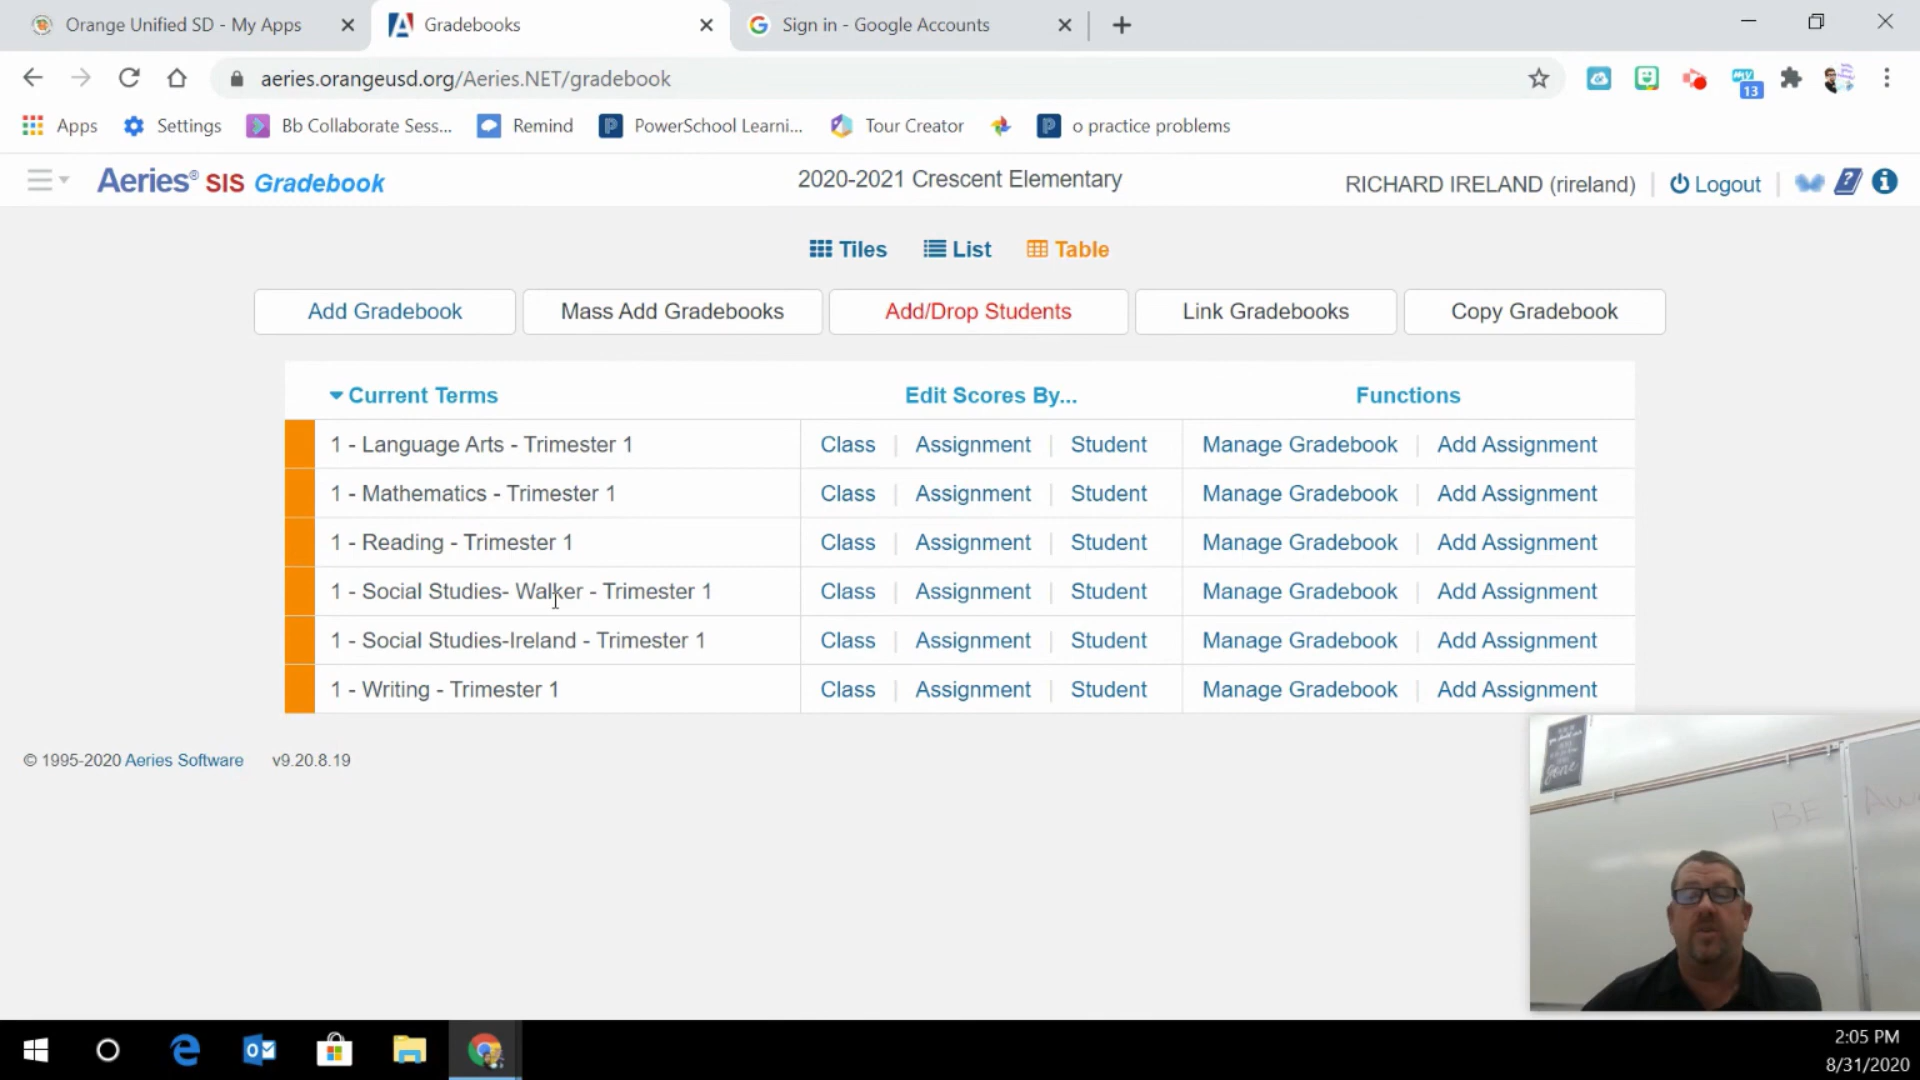 Orange Unified SD - My Apps
Gradebooks
Sign in - Google Accounts
aeries.orangeusd.org/Aeries.NET/gradebook
13
Apps
Settings
Bb Collaborate Sess...
Remind
PowerSchool Learni...
Tour Creator
o practice problems
Aeries® SIS Gradebook
2020-2021 Crescent Elementary
RICHARD IRELAND (rireland)
Logout
Tiles
List
Table
Add Gradebook
Mass Add Gradebooks
Add/Drop Students
Link Gradebooks
Copy Gradebook
Current Terms
Edit Scores By...
Functions
1 - Language Arts - Trimester 1 Class Assignment Student Manage Gradebook Add Assignment
1 - Mathematics - Trimester 1 Class Assignment Student Manage Gradebook Add Assignment
1 - Reading - Trimester 1 Class Assignment Student Manage Gradebook Add Assignment
1 - Social Studies- Walker - Trimester 1 Class Assignment Student Manage Gradebook Add Assignment
1 - Social Studies-Ireland - Trimester 1 Class Assignment Student Manage Gradebook Add Assignment
1 - Writing - Trimester 1 Class Assignment Student Manage Gradebook Add Assignment
© 1995-2020 Aeries Software v9.20.8.19
gone
BE
2:05 PM
8/31/2020